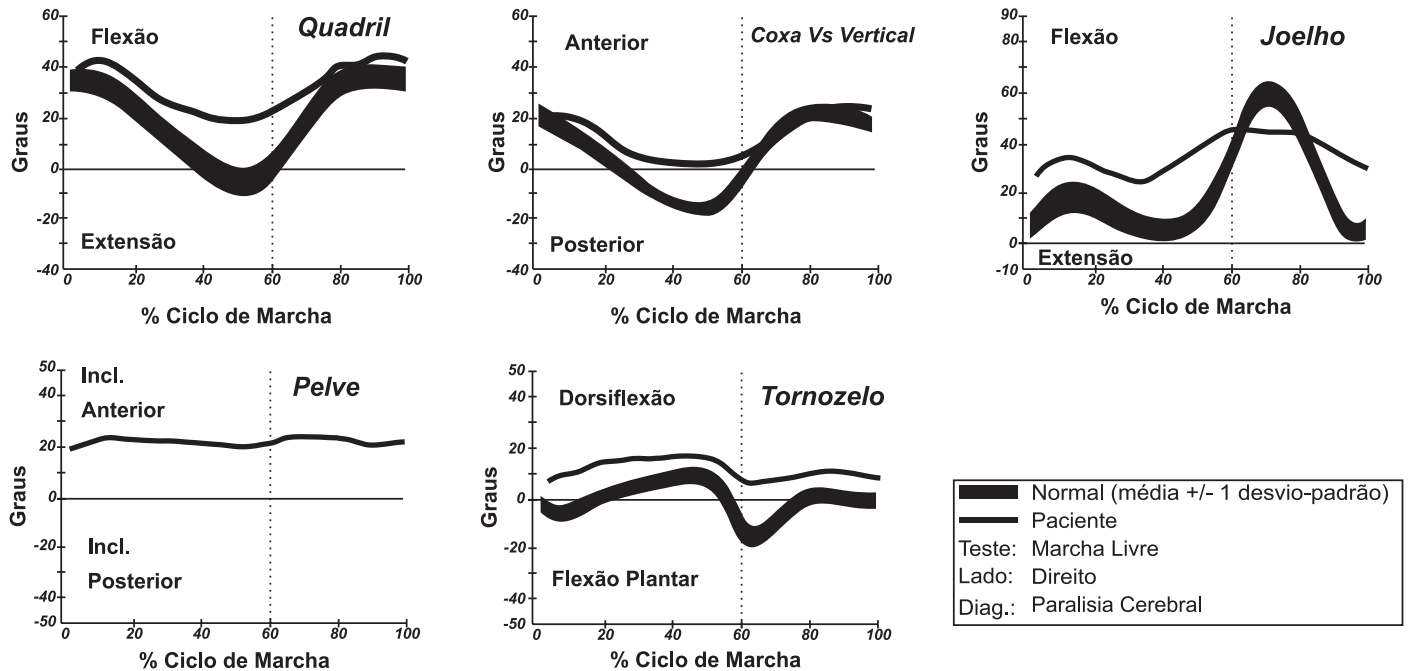 Quadril
Flexão
Extensão
Graus
60
40
20
0
-20
-40
0 20 40 60 80 100
% Ciclo de Marcha
Coxa Vs Vertical
Anterior
Posterior
Graus
60
40
20
0
-20
-40
0 20 40 60 80 100
% Ciclo de Marcha
Joelho
Flexão
Extensão
Graus
90
80
60
40
20
0
-10
0 20 40 60 80 100
% Ciclo de Marcha
Pelve
Incl.
Anterior
Incl.
Posterior
Graus
50
40
20
0
-20
-40
-50
0 20 40 60 80 100
% Ciclo de Marcha
Tornozelo
Dorsiflexão
Flexão Plantar
Graus
50
40
20
0
-20
-40
-50
0 20 40 60 80 100
% Ciclo de Marcha
Normal (média +/- 1 desvio-padrão)
Paciente
Teste: Marcha Livre
Lado: Direito
Diag.: Paralisia Cerebral